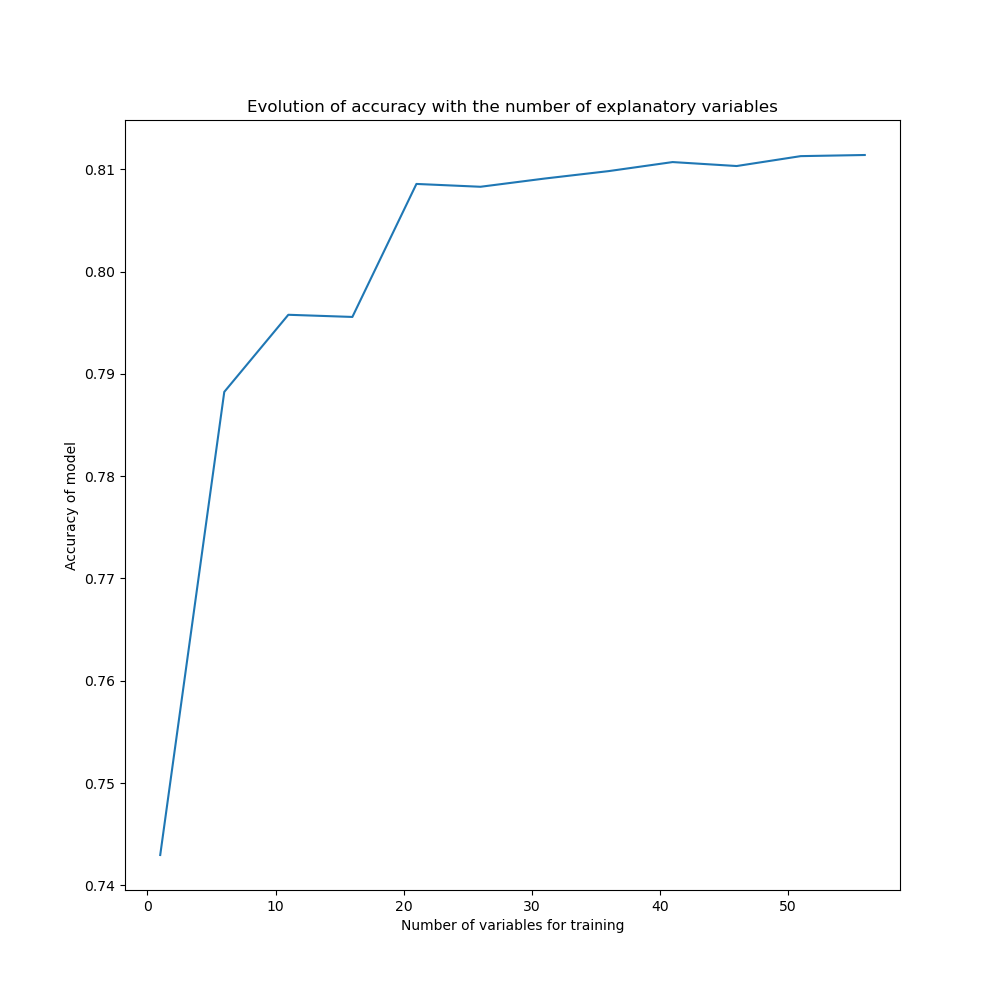 Evolution of accuracy with the number of explanatory variables
0.81
0.80
0.79
0.78
0.77
0.76
0.75
0.74
Accuracy of model
0 10 20 30 40 50
Number of variables for training